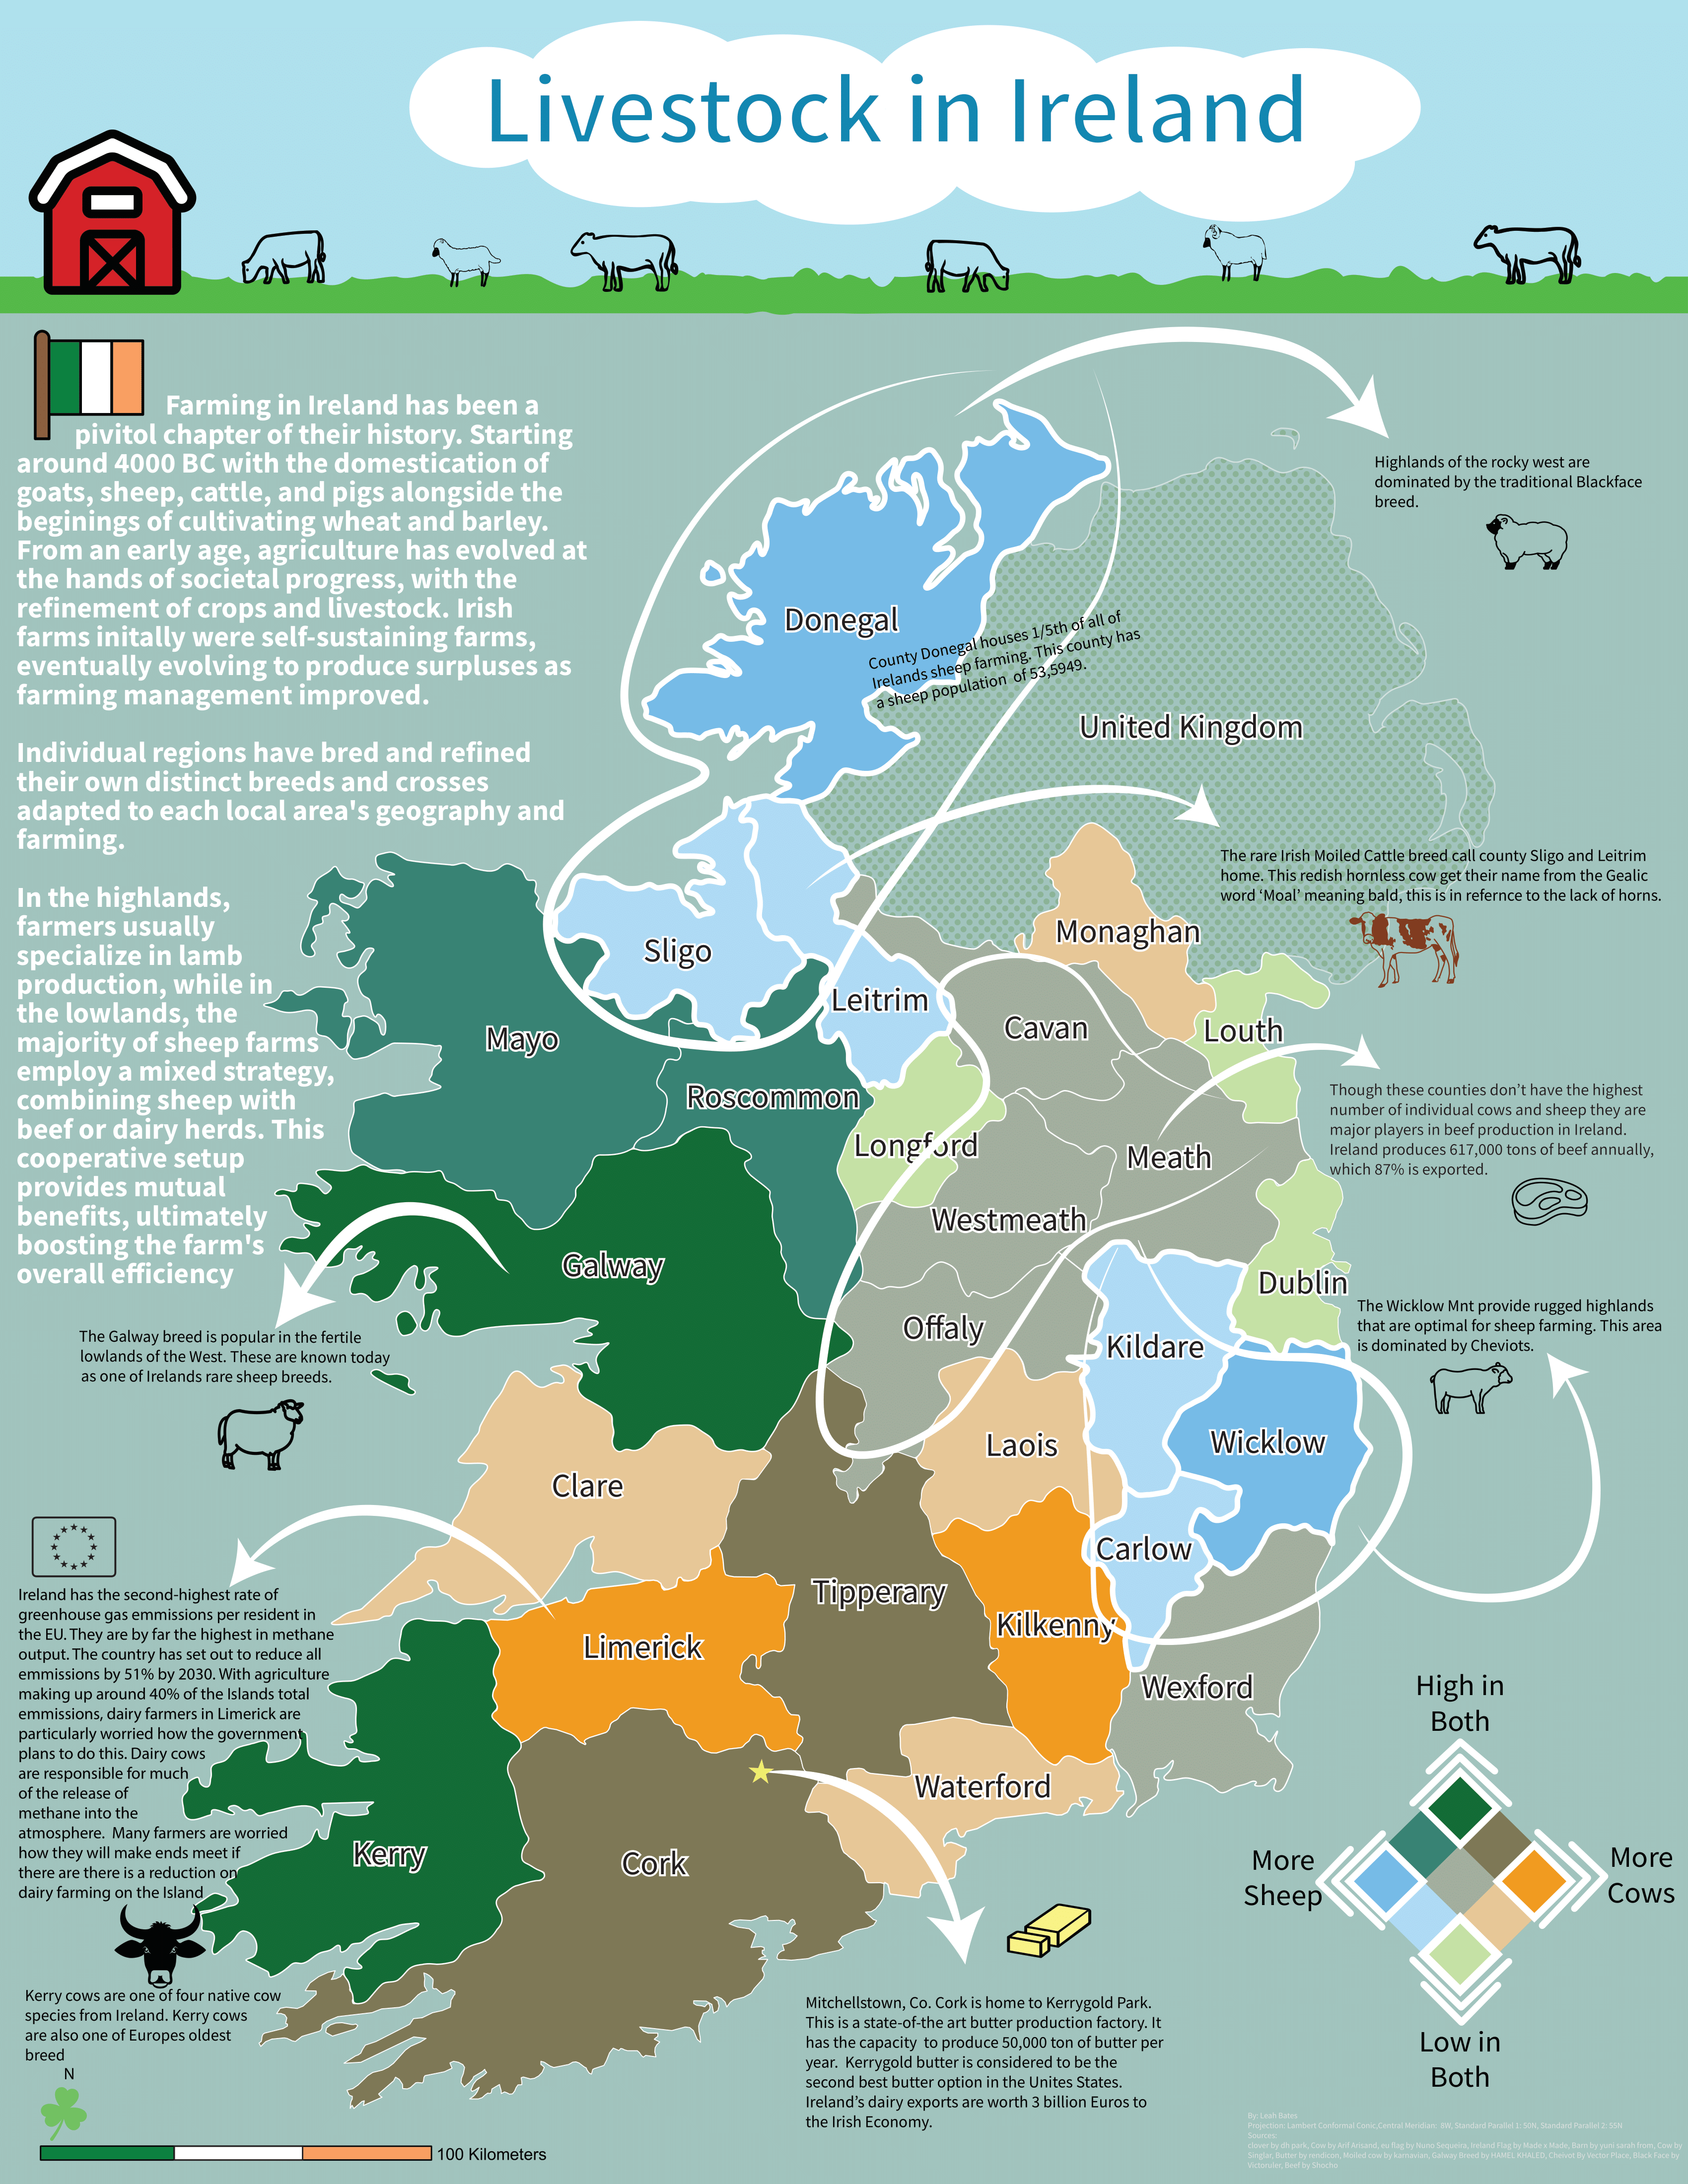 Livestock in Ireland
Farming in Ireland has been a
pivitol chapter of their history. Starting
around 4000 BC with the domestication of
goats, sheep, cattle, and pigs alongside the
beginings of cultivating wheat and barley.
From an early age, agriculture has evolved at
the hands of societal progress, with the
refinement of crops and livestock. Irish
farms initally were self-sustaining farms,
eventually evolving to produce surpluses as
farming management improved.
Individual regions have bred and refined
their own distinct breeds and crosses
adapted to each local area's geography and
farming.
In the highlands,
farmers usually
specialize in lamb
production, while in
the lowlands, the
majority of sheep farms
employ a mixed strategy,
combining sheep with
beef or dairy herds. This
cooperative setup
provides mutual
benefits, ultimately
boosting the farm's
overall efficiency
Highlands of the rocky west are
dominated by the traditional Blackface
breed.
Donegal
County Donegal houses 1/5th of all of
Irelands sheep farming. This county has
a sheep population of 53,5949.
United Kingdom
The rare Irish Moiled Cattle breed call county Sligo and Leitrim
home. This redish hornless cow get their name from the Gealic
word ‘Moal’ meaning bald, this is in refernce to the lack of horns.
Monaghan
Sligo
Leitrim
Cavan
Louth
Mayo
Roscommon
Longford
Meath
Though these counties don’t have the highest
number of individual cows and sheep they are
major players in beef production in Ireland.
Ireland produces 617,000 tons of beef annually,
which 87% is exported.
Westmeath
Galway
Dublin
Offaly
Kildare
The Wicklow Mnt provide rugged highlands
that are optimal for sheep farming. This area
is dominated by Cheviots.
The Galway breed is popular in the fertile
lowlands of the West. These are known today
as one of Irelands rare sheep breeds.
Laois
Wicklow
Clare
Carlow
Tipperary
Kilkenny
Limerick
Wexford
Waterford
Kerry
Cork
Ireland has the second-highest rate of
greenhouse gas emmissions per resident in
the EU. They are by far the highest in methane
output. The country has set out to reduce all
emmissions by 51% by 2030. With agriculture
making up around 40% of the Islands total
emmissions, dairy farmers in Limerick are
particularly worried how the government
plans to do this. Dairy cows
are responsible for much
of the release of
methane into the
atmosphere. Many farmers are worried
how they will make ends meet if
there are there is a reduction on
dairy farming on the Island
Kerry cows are one of four native cow
species from Ireland. Kerry cows
are also one of Europes oldest
breed
N
100 Kilometers
Mitchellstown, Co. Cork is home to Kerrygold Park.
This is a state-of-the art butter production factory. It
has the capacity to produce 50,000 ton of butter per
year. Kerrygold butter is considered to be the
second best butter option in the Unites States.
Ireland’s dairy exports are worth 3 billion Euros to
the Irish Economy.
High in
Both
More
Sheep
More
Cows
Low in
Both
By: Leah Bates
Projection: Lambert Conformal Conic, Central Meridian: 8W, Standard Parallel 1: 50N, Standard Parallel 2: 55N
Sources:
clover by dh park, Cow by Arif Arisand, eu flag by Nuno Sequeira, Ireland Flag by Made x Made, Barn by yuni sarah from, Cow by
Singlar, Butter by rendicon, Moiled cow by karnavian, Galway Breed by HAMEL KHALED, Cheivot By Vector Place, Black Face by
Victoruler, Beef by Shocho